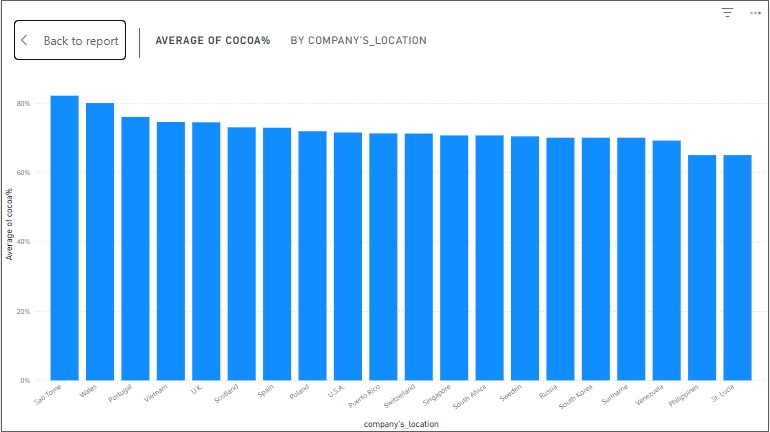 Back to report
AVERAGE OF COCOA% BY COMPANY'S_LOCATION
80%
60%
40%
20%
0%
Average of cocoa%
Sao Tome
Wales
Portugal
Vietnam
U.K.
Scotland
Spain
Poland
U.S.A.
Puerto Rico
Switzerland
Singapore
South Africa
Sweden
Russia
South Korea
Suriname
Venezuela
Philippines
St. Lucia
company's_location